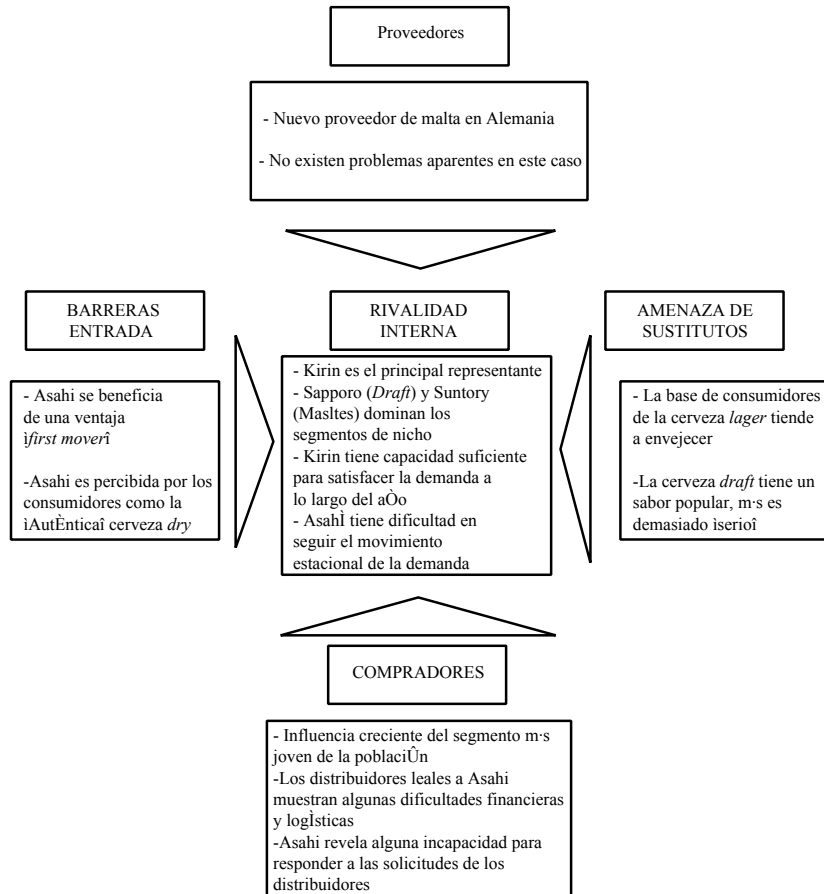 Proveedores
- Nuevo proveedor de malta en Alemania
- No existen problemas aparentes en este caso
BARRERAS
ENTRADA
- Asahi se beneficia
de una ventaja
ìfirst moverî
-Asahi es percibida por los
consumidores como la
ìAutÈnticaî cerveza dry
RIVALIDAD
INTERNA
- Kirin es el principal representante
- Sapporo (Draft) y Suntory
(Masltes) dominan los
segmentos de nicho
- Kirin tiene capacidad suficiente
para satisfacer la demanda a
lo largo del aÒo
- AsahÌ tiene dificultad en
seguir el movimiento
estacional de la demanda
AMENAZA DE
SUSTITUTOS
- La base de consumidores
de la cerveza lager tiende
a envejecer
-La cerveza draft tiene un
sabor popular, m·s es
demasiado ìserioî
COMPRADORES
- Influencia creciente del segmento m·s
joven de la poblaciÛn
-Los distribuidores leales a Asahi
muestran algunas dificultades financieras
y logÌsticas
-Asahi revela alguna incapacidad para
responder a las solicitudes de los
distribuidores